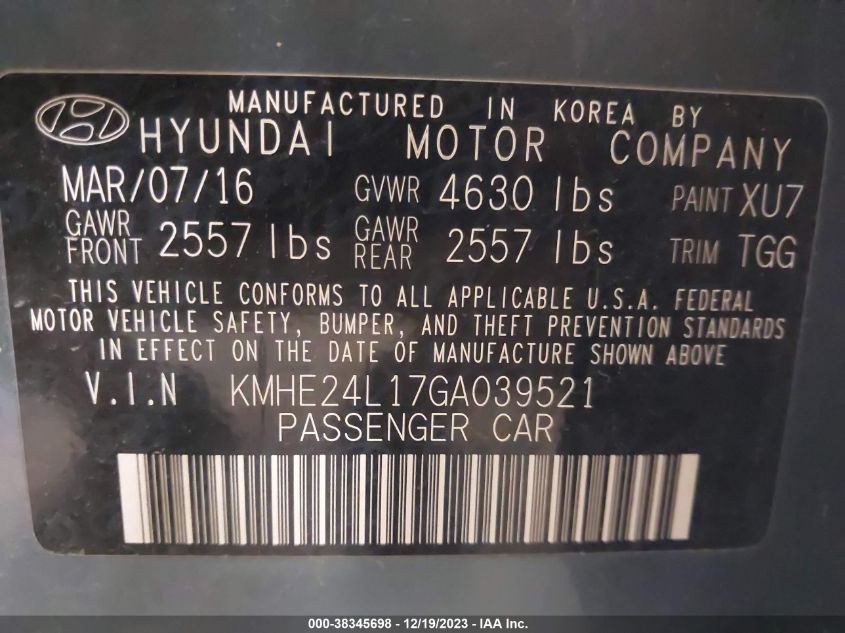 MANUFACTURED IN KOREA BY
HYUNDAI MOTOR COMPANY
MAR/07/16 GVWR 4630 lbs PAINT XU7
GAWR FRONT 2557 lbs GAWR REAR 2557 lbs TRIM TGG
THIS VEHICLE CONFORMS TO ALL APPLICABLE U.S.A. FEDERAL
MOTOR VEHICLE SAFETY, BUMPER, AND THEFT PREVENTION STANDARDS
IN EFFECT ON THE DATE OF MANUFACTURE SHOWN ABOVE
V.I.N KMHE24L17GA039521
PASSENGER CAR
000-38345698 - 12/19/2023 - IAA Inc.